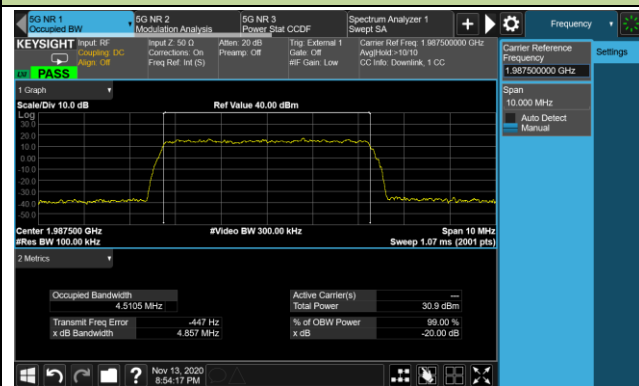 5G NR 1
Occupied BW
5G NR 2
Modulation Analysis
5G NR 3
Power Stat CCDF
Spectrum Analyzer 1
Swept SA
Frequency
KEYSIGHT
Input: RF
Coupling: DC
Align: Off
Input Z: 50 Ω
Corrections: On
Freq Ref: Int (S)
Atten: 20 dB
Preamp: Off
Trig: External 1
Gate: Off
#IF Gain: Low
Carrier Ref Freq: 1.987500000 GHz
Avg|Hold:>10/10
CC Info: Downlink, 1 CC
PASS
Carrier Reference
Frequency
1.987500000 GHz
Settings
Span
10.000 MHz
Auto Detect
Manual
1 Graph
Scale/Div 10.0 dB
Ref Value 40.00 dBm
Log
30.0
20.0
10.0
0.00
-10.0
-20.0
-30.0
-40.0
-50.0
Center 1.987500 GHz
#Video BW 300.00 kHz
Span 10 MHz
#Res BW 100.00 kHz
Sweep 1.07 ms (2001 pts)
2 Metrics
Occupied Bandwidth
4.5105 MHz
Active Carrier(s)
---
Total Power
30.9 dBm
Transmit Freq Error
-447 Hz
% of OBW Power
99.00 %
x dB Bandwidth
4.857 MHz
x dB
-20.00 dB
?
Nov 13, 2020
8:54:17 PM